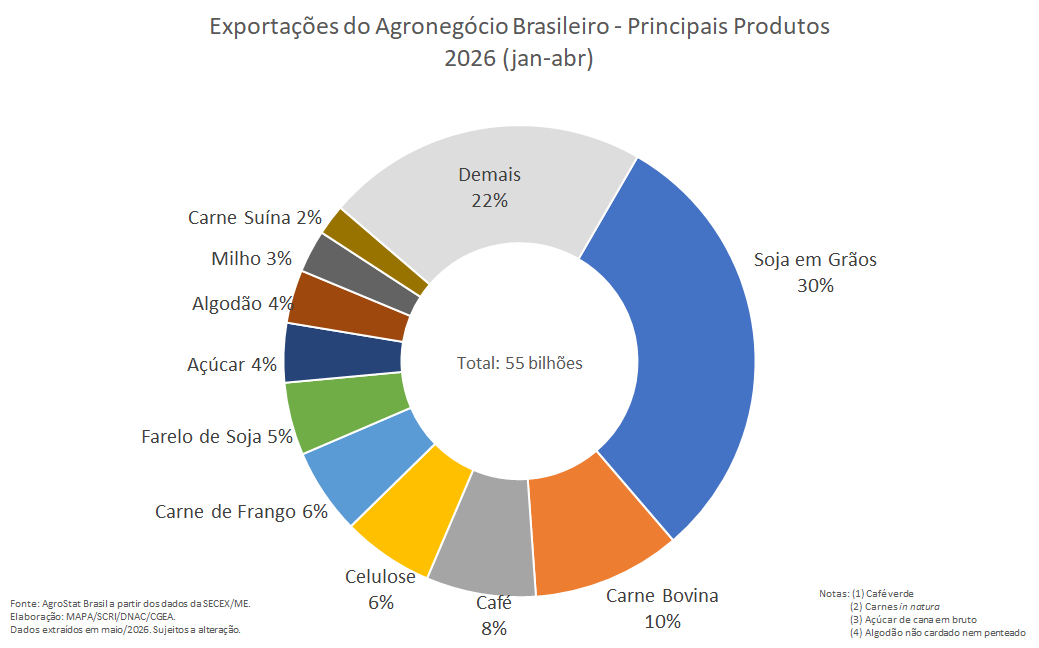 Exportações do Agronegócio Brasileiro - Principais Produtos
2026 (jan-abr)
Demais
22%
Carne Suína 2%
Milho 3%
Soja em Grãos
30%
Algodão 4%
Açúcar 4%
Total: 55 bilhões
Farelo de Soja 5%
Carne de Frango 6%
Celulose
6%
Café
8%
Carne Bovina
10%
Fonte: AgroStat Brasil a partir dos dados da SECEX/ME.
Elaboração: MAPA/SCRI/DNAC/CGEA.
Dados extraídos em maio/2026. Sujeitos a alteração.
Notas: (1) Café verde
(2) Carnes in natura
(3) Açúcar de cana em bruto
(4) Algodão não cardado nem penteado